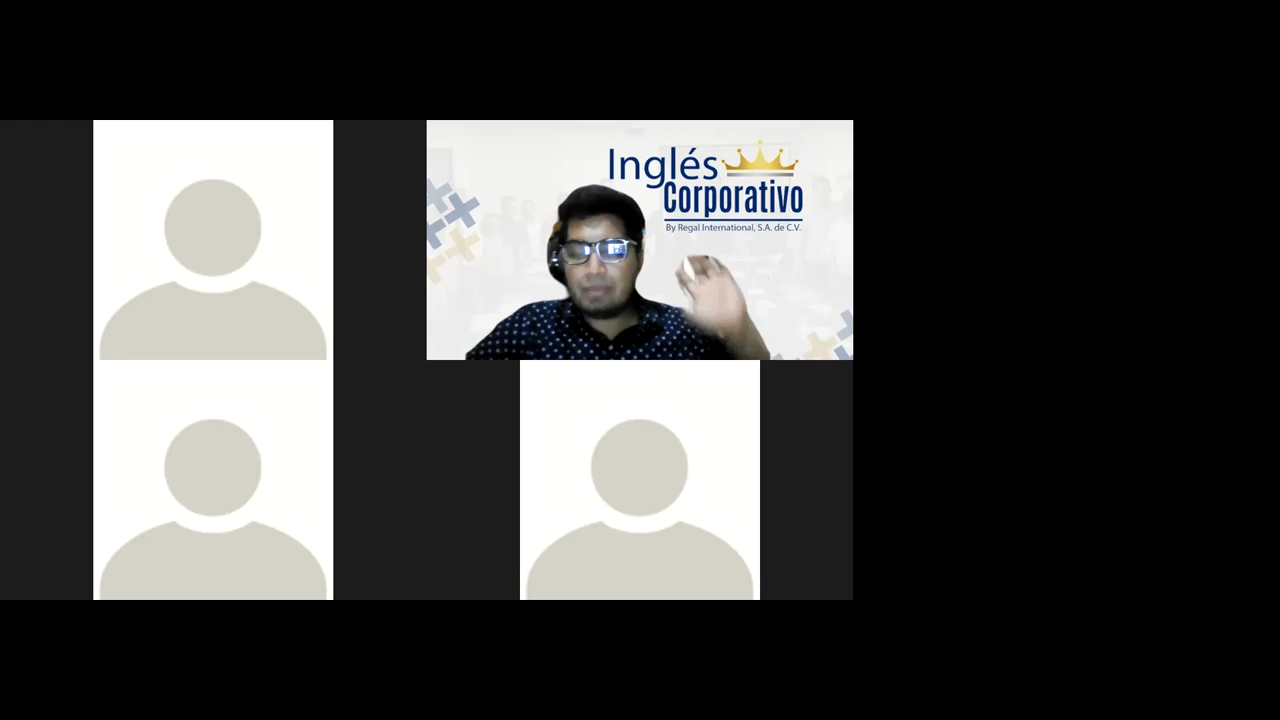 Inglés
Corporativo
By Regal International, S.A. de C.V.